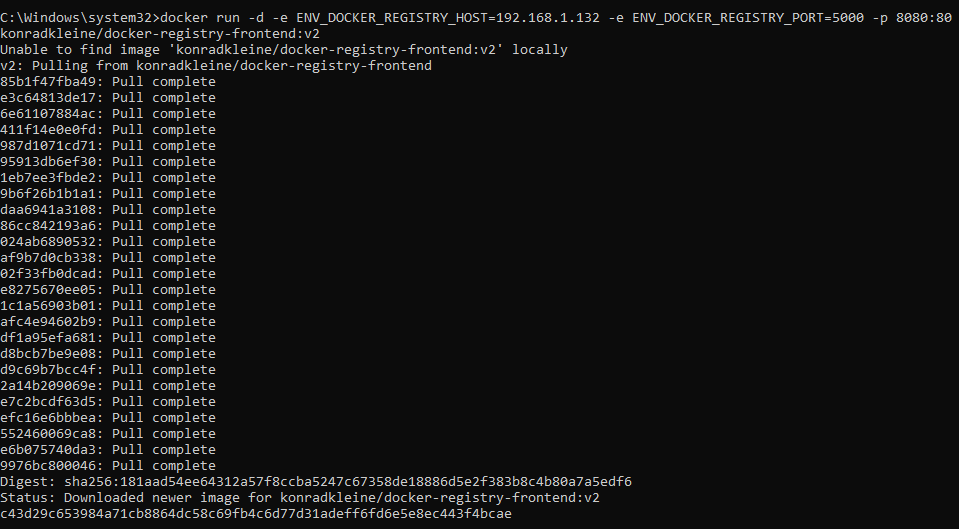 C:\Windows\system32>docker run -d -e ENV_DOCKER_REGISTRY_HOST=192.168.1.132 -e ENV_DOCKER_REGISTRY_PORT=5000 -p 8080:80
konradkleine/docker-registry-frontend:v2
Unable to find image 'konradkleine/docker-registry-frontend:v2' locally
v2: Pulling from konradkleine/docker-registry-frontend
85b1f47fba49: Pull complete
e3c64813de17: Pull complete
6e61107884ac: Pull complete
411f14e0e0fd: Pull complete
987d1071cd71: Pull complete
95913db6ef30: Pull complete
1eb7ee3fbde2: Pull complete
9b6f26b1b1a1: Pull complete
daa6941a3108: Pull complete
86cc842193a6: Pull complete
024ab6890532: Pull complete
af9b7d0cb338: Pull complete
02f33fb0dcad: Pull complete
e8275670ee05: Pull complete
1c1a56903b01: Pull complete
afc4e94602b9: Pull complete
df1a95efa681: Pull complete
d8bcb7be9e08: Pull complete
d9c69b7bcc4f: Pull complete
2a14b209069e: Pull complete
e7c2bcdf63d5: Pull complete
efc16e6bbbea: Pull complete
552460069ca8: Pull complete
e6b075740da3: Pull complete
9976bc800046: Pull complete
Digest: sha256:181aad54ee64312a57f8ccba5247c67358de18886d5e2f383b8c4b80a7a5edf6
Status: Downloaded newer image for konradkleine/docker-registry-frontend:v2
c43d29c653984a71cb8864dc58c69fb4c6d77d31adeff6fd6e5e8ec443f4bcae